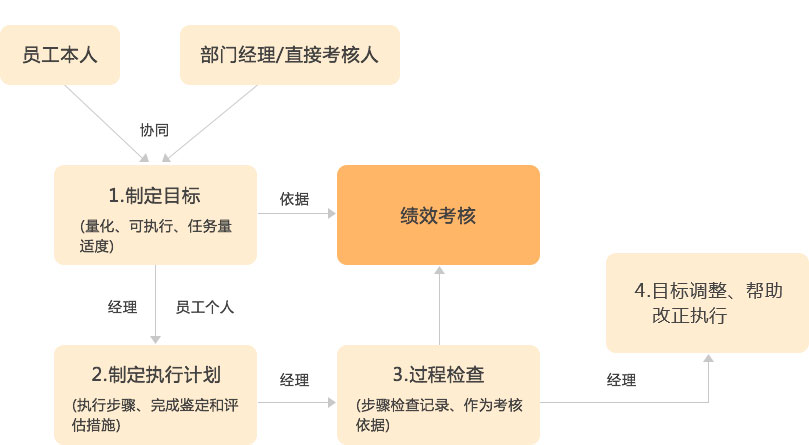 员工本人
部门经理/直接考核人
协同
1.制定目标
(量化、可执行、任务量
适度)
依据
绩效考核
经理
员工个人
4.目标调整、帮助
改正执行
2.制定执行计划
(执行步骤、完成鉴定和评
估措施)
经理
3.过程检查
(步骤检查记录、作为考核
依据)
经理